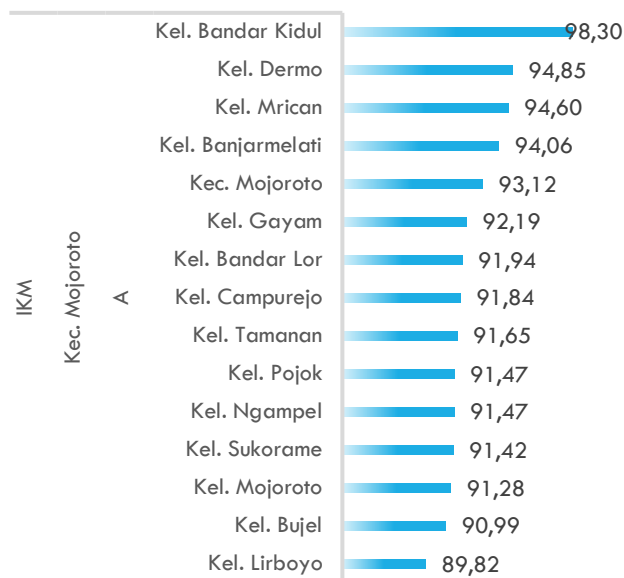 IKM
Kec. Mojoroto
A
Kel. Bandar Kidul 98,30
Kel. Dermo 94,85
Kel. Mrican 94,60
Kel. Banjarmelati 94,06
Kec. Mojoroto 93,12
Kel. Gayam 92,19
Kel. Bandar Lor 91,94
Kel. Campurejo 91,84
Kel. Tamanan 91,65
Kel. Pojok 91,47
Kel. Ngampel 91,47
Kel. Sukorame 91,42
Kel. Mojoroto 91,28
Kel. Bujel 90,99
Kel. Lirboyo 89,82